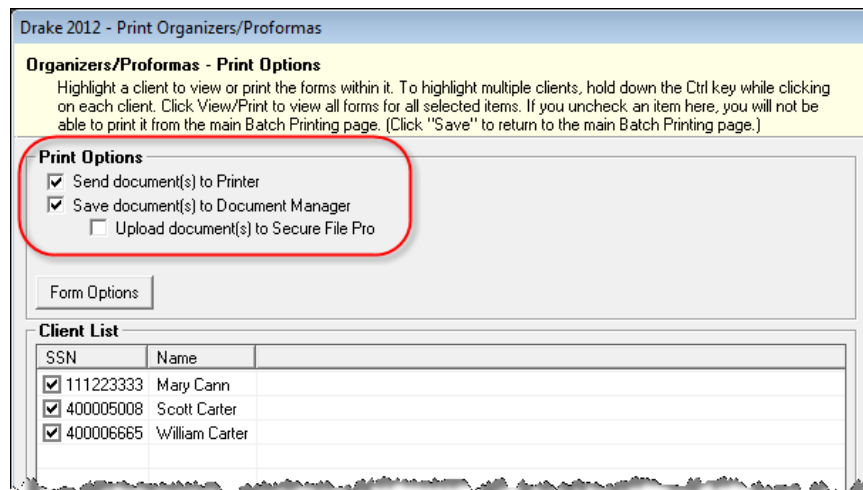 Drake 2012 - Print Organizers/Proformas
Organizers/Proformas - Print Options
Highlight a client to view or print the forms within it. To highlight multiple clients, hold down the Ctrl key while clicking
on each client. Click View/Print to view all forms for all selected items. If you uncheck an item here, you will not be
able to print it from the main Batch Printing page. (Click "Save" to return to the main Batch Printing page.)
Print Options
Send document(s) to Printer
Save document(s) to Document Manager
Upload document(s) to Secure File Pro
Form Options
Client List
SSN Name
111223333 Mary Cann
400005008 Scott Carter
400006665 William Carter